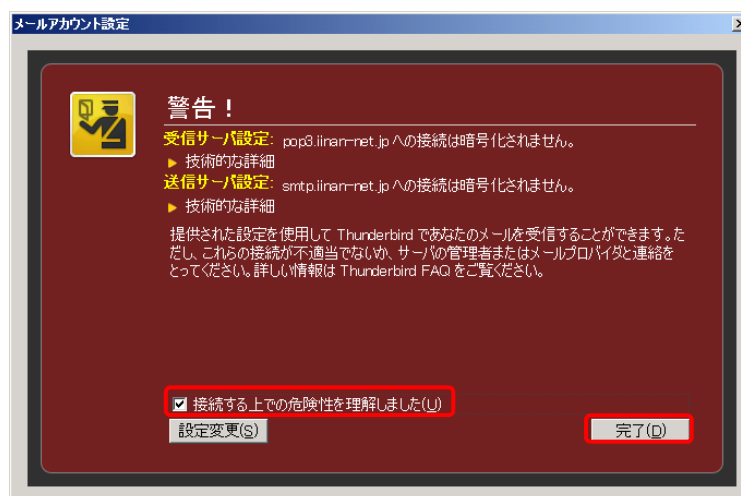 メールアカウント設定
警告！
受信サーバ設定: pop3.iinan-net.jp への接続は暗号化されません。
技術的な詳細
送信サーバ設定: smtp.iinan-net.jp への接続は暗号化されません。
技術的な詳細
提供された設定を使用して Thunderbird であなたのメールを受信することができます。た
だし、これらの接続が不適当でないか、サーバの管理者またはメールプロバイダと連絡を
とってください。詳しい情報は Thunderbird FAQ をご覧ください。
接続する上での危険性を理解しました(U)
設定変更(S)
完了(D)